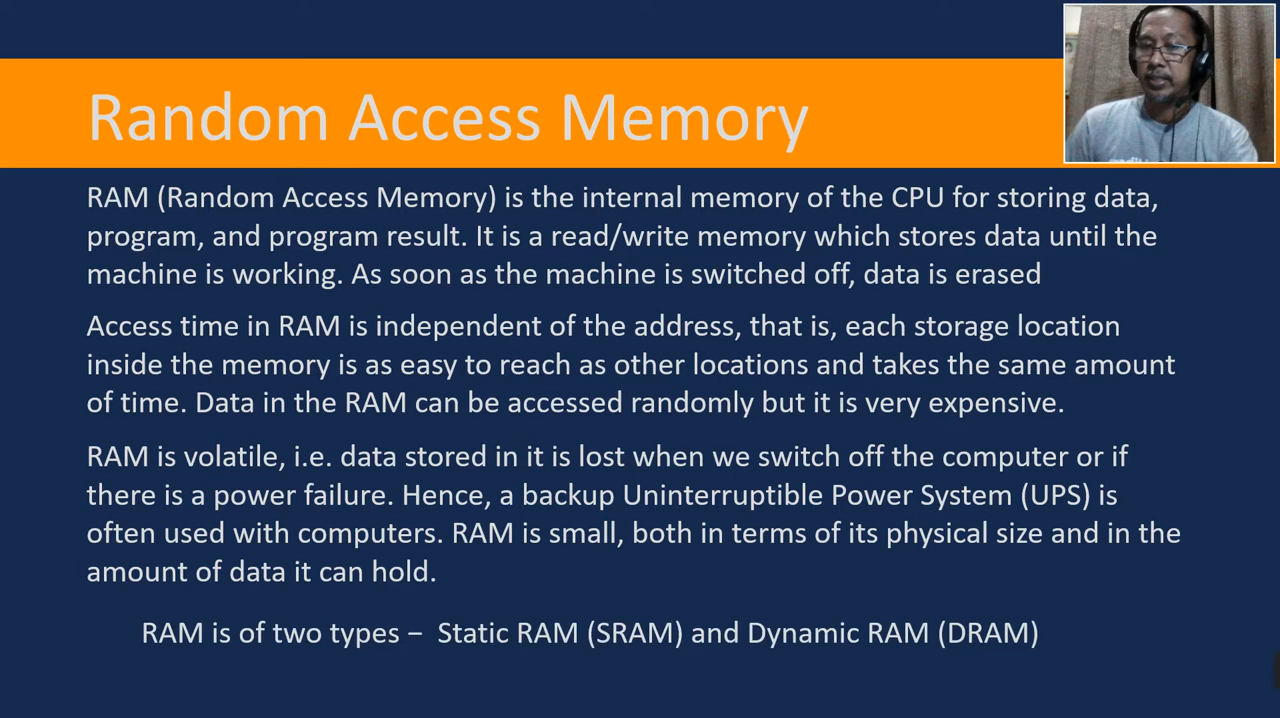 Random Access Memory
RAM (Random Access Memory) is the internal memory of the CPU for storing data,
program, and program result. It is a read/write memory which stores data until the
machine is working. As soon as the machine is switched off, data is erased
Access time in RAM is independent of the address, that is, each storage location
inside the memory is as easy to reach as other locations and takes the same amount
of time. Data in the RAM can be accessed randomly but it is very expensive.
RAM is volatile, i.e. data stored in it is lost when we switch off the computer or if
there is a power failure. Hence, a backup Uninterruptible Power System (UPS) is
often used with computers. RAM is small, both in terms of its physical size and in the
amount of data it can hold.
RAM is of two types − Static RAM (SRAM) and Dynamic RAM (DRAM)